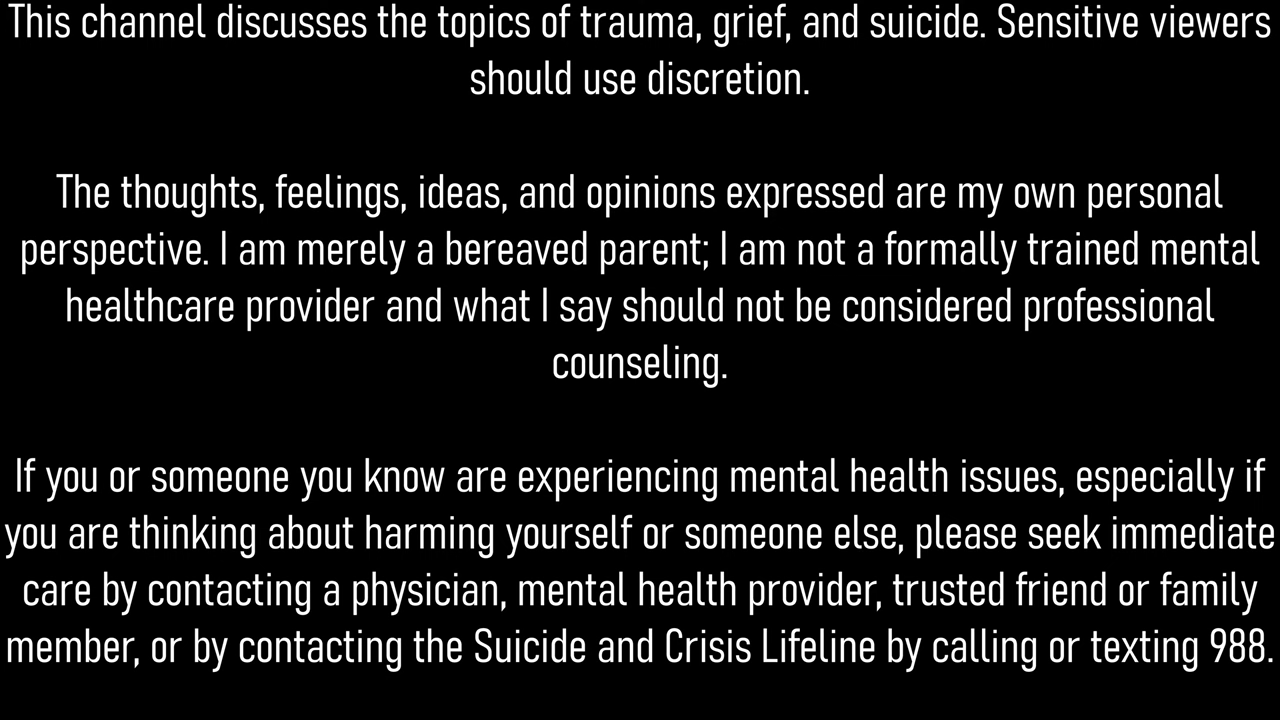 This channel discusses the topics of trauma, grief, and suicide. Sensitive viewers
should use discretion.
The thoughts, feelings, ideas, and opinions expressed are my own personal
perspective. I am merely a bereaved parent; I am not a formally trained mental
healthcare provider and what I say should not be considered professional
counseling.
If you or someone you know are experiencing mental health issues, especially if
you are thinking about harming yourself or someone else, please seek immediate
care by contacting a physician, mental health provider, trusted friend or family
member, or by contacting the Suicide and Crisis Lifeline by calling or texting 988.